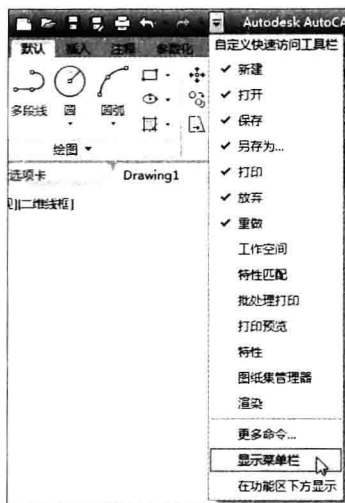 Autodesk AutoCA
默认 插入 注释 参数化
自定义快速访问工具栏
多段线 圆 圆弧
绘图
选项卡 Drawing1
][二维线框]
✓ 新建
✓ 打开
✓ 保存
✓ 另存为...
✓ 打印
✓ 放弃
✓ 重做
工作空间
特性匹配
批处理打印
打印预览
特性
图纸集管理器
渲染
更多命令...
显示菜单栏
在功能区下方显示